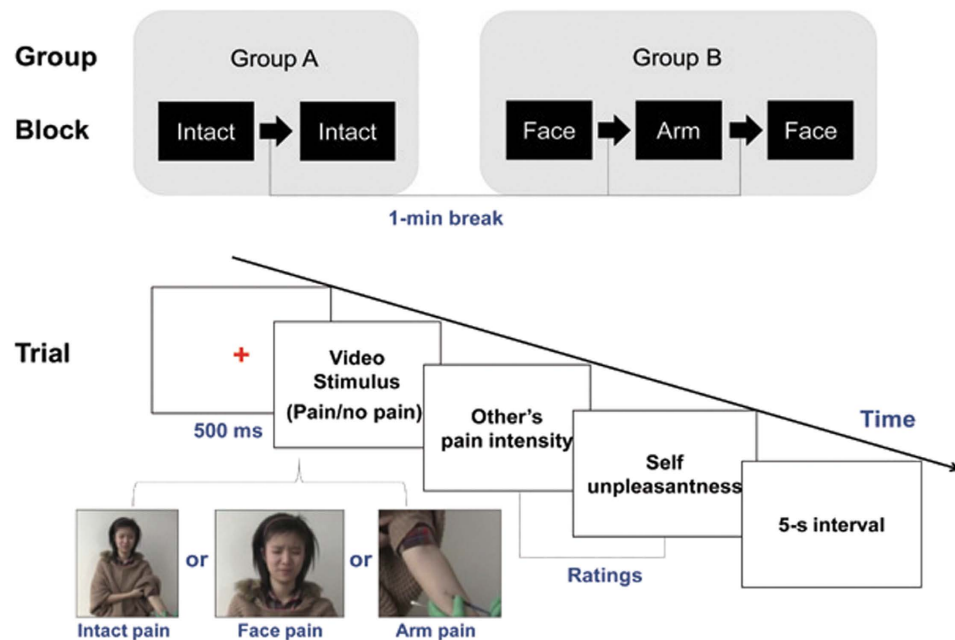 Group
Group A
Group B
Block
Intact
Intact
Face
Arm
Face
1-min break
Trial
+
500 ms
Video
Stimulus
(Pain/no pain)
Other's
pain intensity
Self
unpleasantness
5-s interval
Time
Ratings
or
or
Intact pain
Face pain
Arm pain